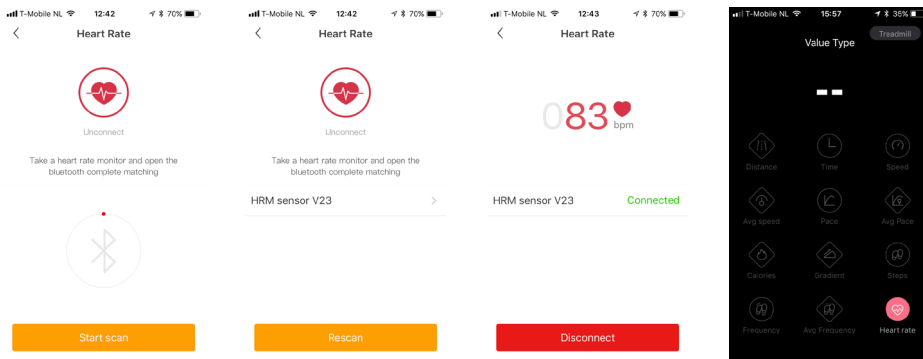 T-Mobile NL 12:42 70%
Heart Rate
Unconnect
Take a heart rate monitor and open the
bluetooth complete matching
Start scan
T-Mobile NL 12:42 70%
Heart Rate
Unconnect
Take a heart rate monitor and open the
bluetooth complete matching
HRM sensor V23
Rescan
T-Mobile NL 12:43 70%
Heart Rate
083 bpm
HRM sensor V23 Connected
Disconnect
T-Mobile NL 15:57 35%
Treadmill
Value Type
--
Distance Time Speed
Avg speed Pace Avg Pace
Calories Gradient Steps
Frequency Avg Frequency Heart rate